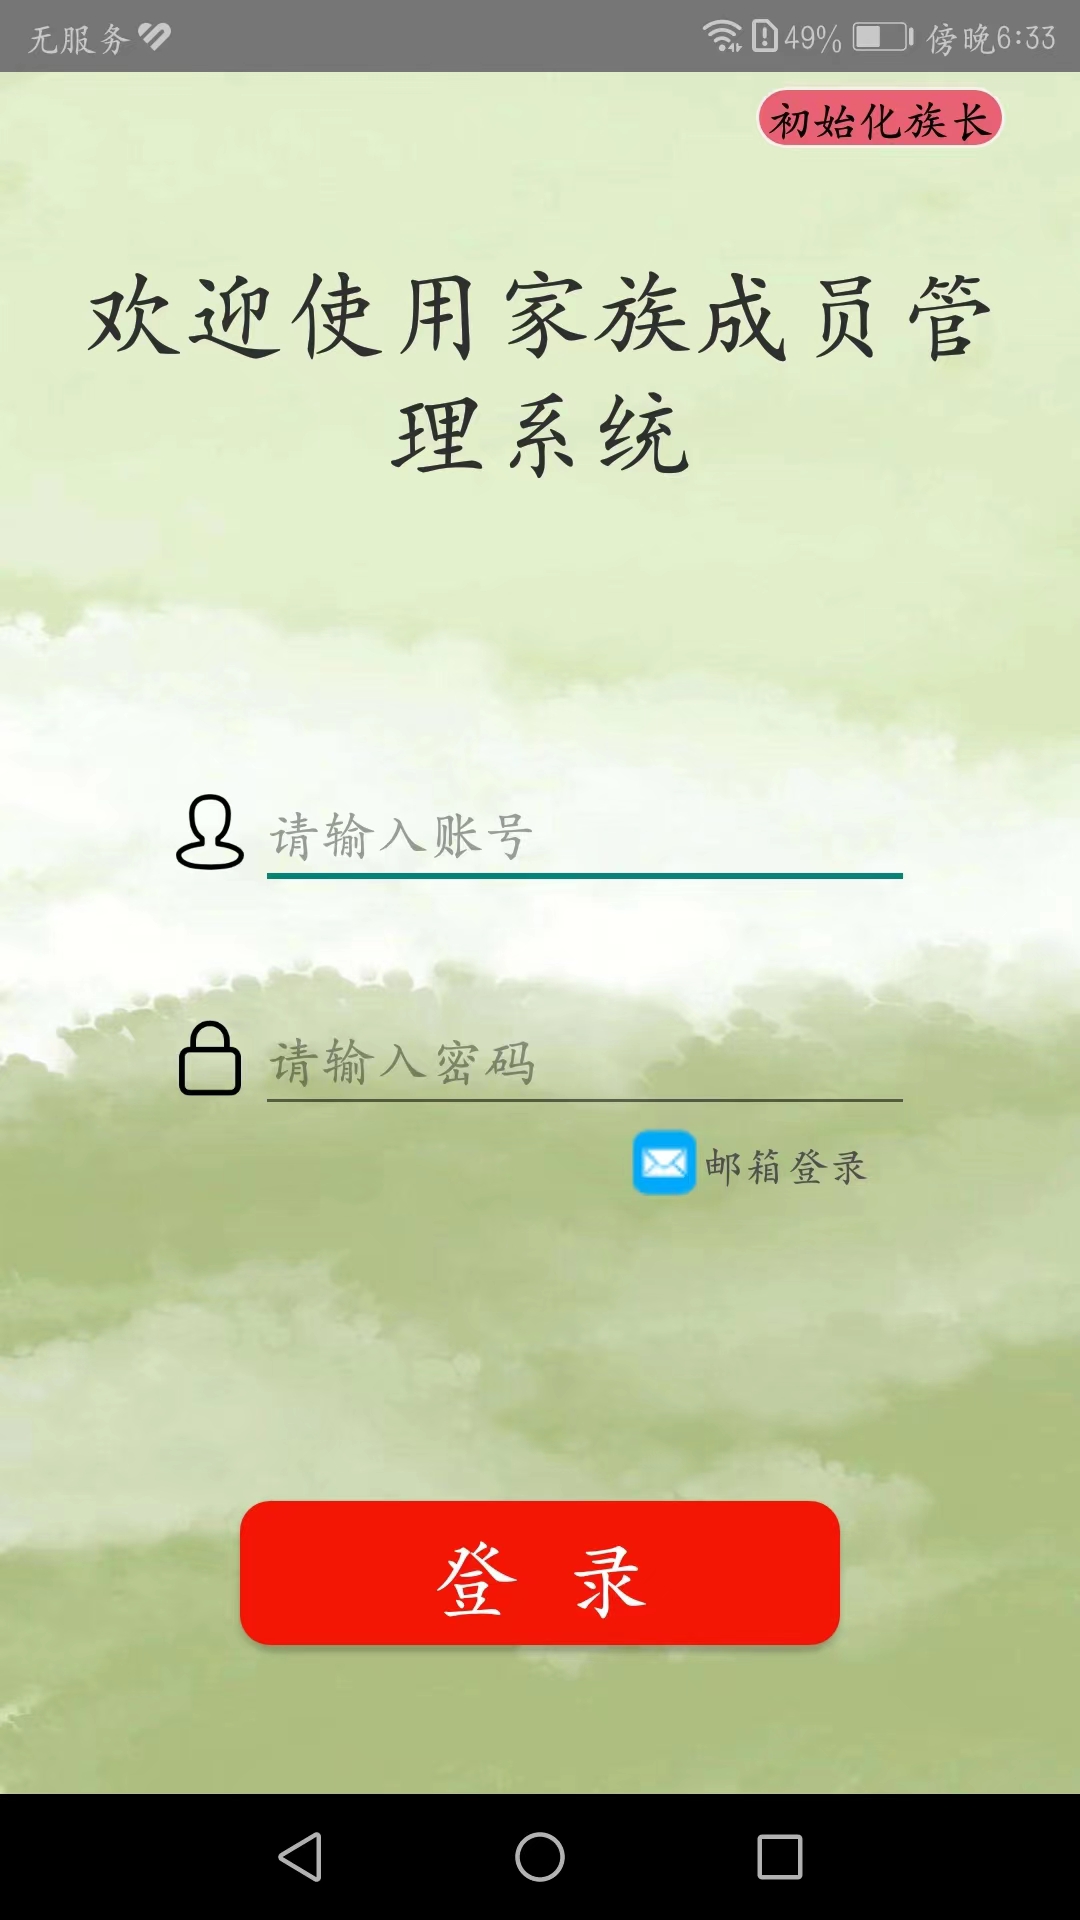 无服务 49% 傍晚6:33
初始化族长
欢迎使用家族成员管
理系统
请输入账号
请输入密码
邮箱登录
登 录